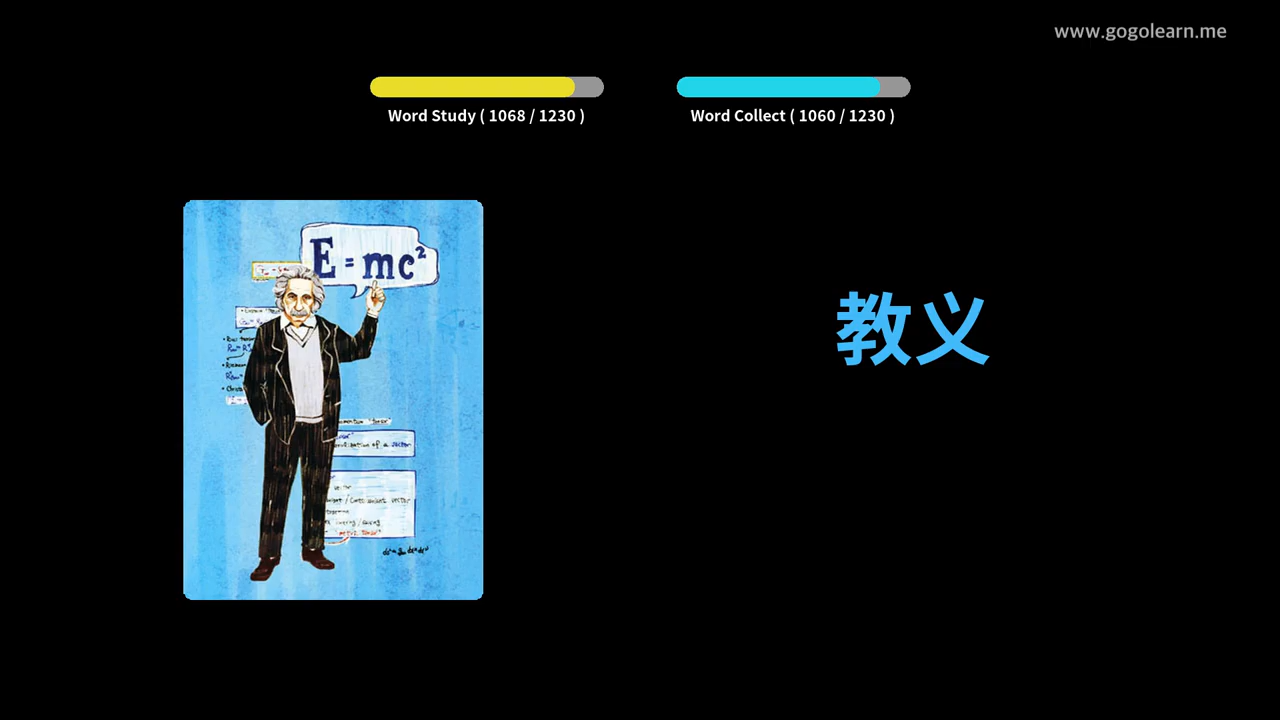 www.gogolearn.me
Word Study ( 1068 / 1230 )
Word Collect ( 1060 / 1230 )
E = mc²
教义